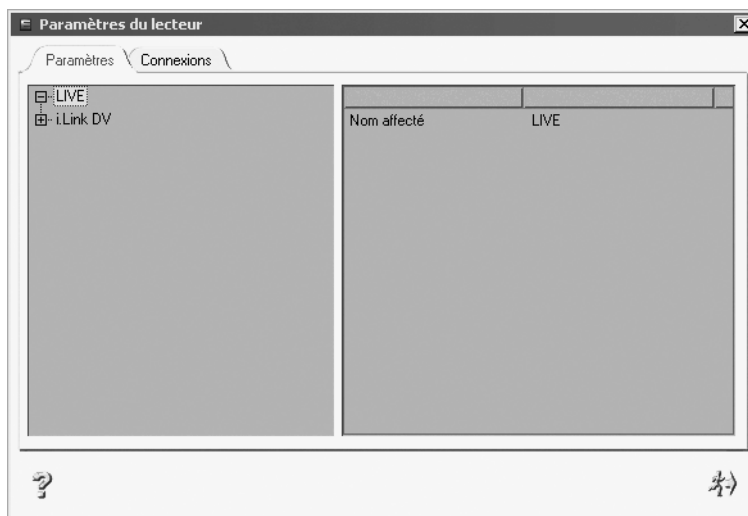 Paramètres du lecteur
Paramètres Connexions
LIVE
i.Link DV
Nom affecté LIVE